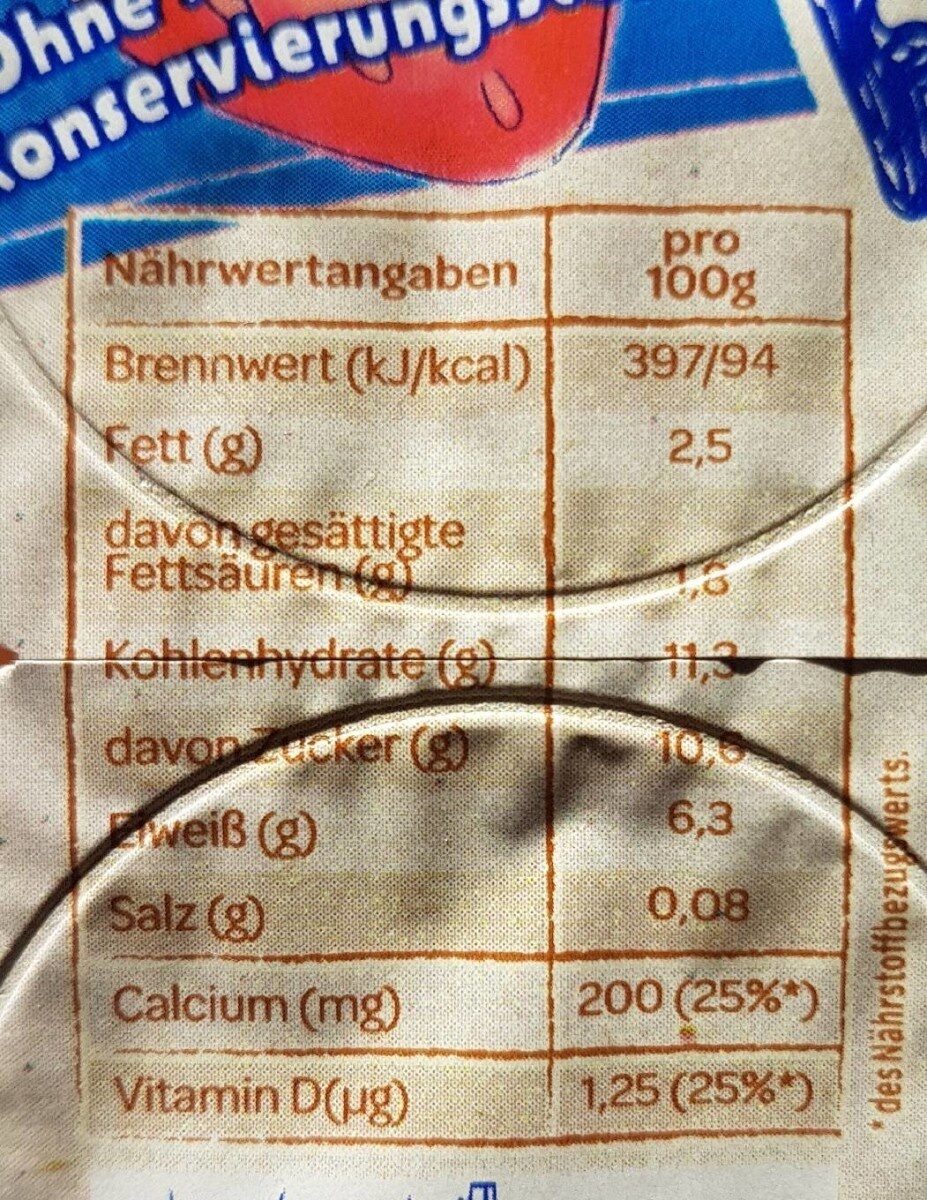 Ohne
Konservierungss
Nährwertangaben
pro
100g
Brennwert (kJ/kcal) 397/94
Fett (g) 2,5
davon gesättigte
Fettsäuren (g)
Kohlenhydrate (g) 11,3
davon Zucker (g) 10,6
Eiweiß (g) 6,3
Salz (g) 0,08
Calcium (mg) 200 (25%*)
Vitamin D(µg) 1,25 (25%*)
*des Nährstoffbezugswerts.